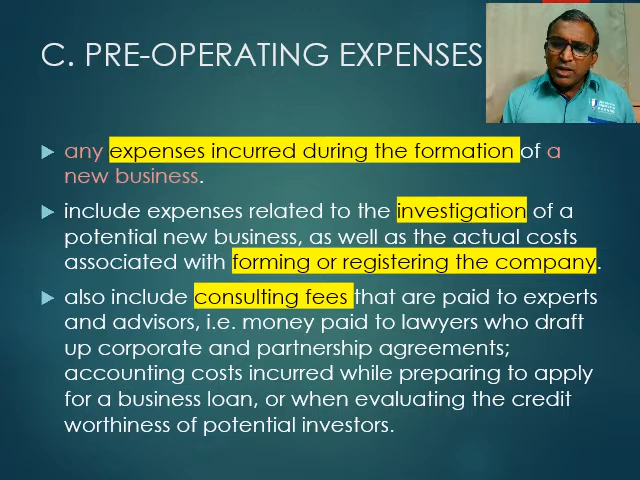 C. PRE-OPERATING EXPENSES
any expenses incurred during the formation of a
new business.
include expenses related to the investigation of a
potential new business, as well as the actual costs
associated with forming or registering the company.
also include consulting fees that are paid to experts
and advisors, i.e. money paid to lawyers who draft
up corporate and partnership agreements;
accounting costs incurred while preparing to apply
for a business loan, or when evaluating the credit
worthiness of potential investors.